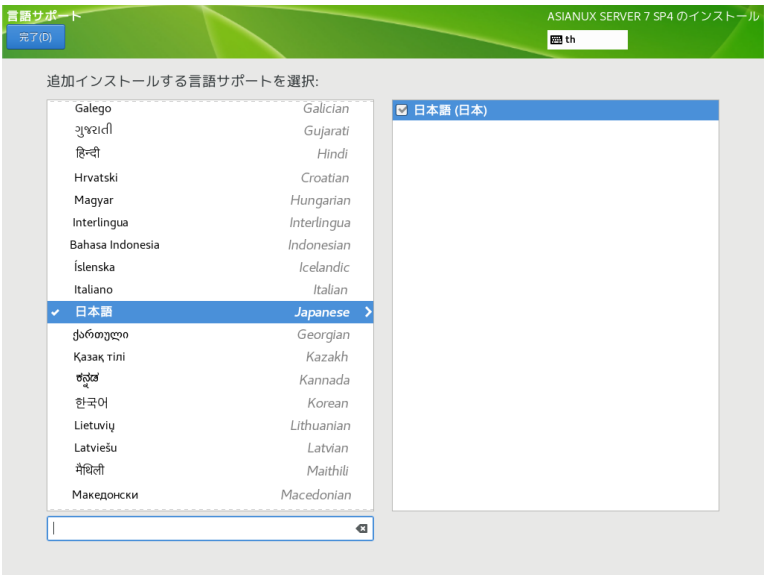 言語サポート
完了(D)
ASIANUX SERVER 7 SP4 のインストール
th
追加インストールする言語サポートを選択:
Galego Galician
ગુજરાતી Gujarati
हिन्दी Hindi
Hrvatski Croatian
Magyar Hungarian
Interlingua Interlingua
Bahasa Indonesia Indonesian
Íslenska Icelandic
Italiano Italian
日本語 Japanese
ქართული Georgian
Қазақ тілі Kazakh
ಕನ್ನಡ Kannada
한국어 Korean
Lietuvių Lithuanian
Latviešu Latvian
मैथिली Maithili
Македонски Macedonian
日本語 (日本)